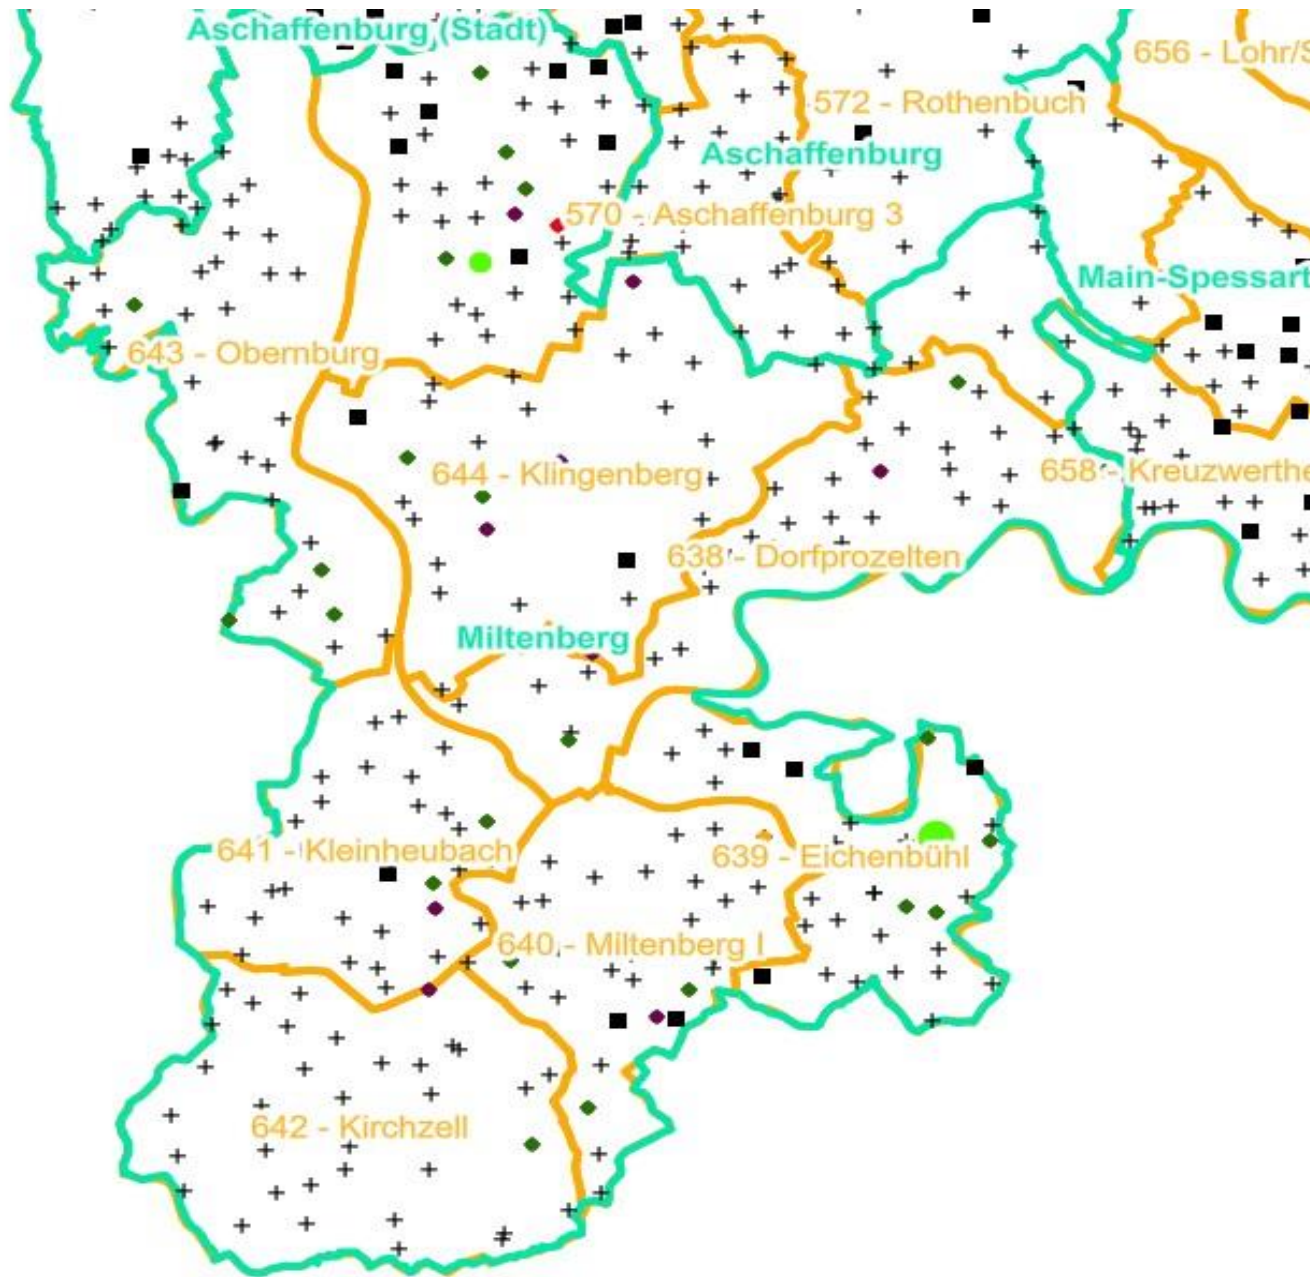 Aschaffenburg (Stadt)
656 - Lohr/S
572 - Rothenbuch
Aschaffenburg
570 - Aschaffenburg 3
Main-Spessart
643 - Obernburg
644 - Klingenberg
658 - Kreuzwerthe
638 - Dorfprozelten
Miltenberg
641 - Kleinheubach
639 - Eichenbühl
640 - Miltenberg I
642 - Kirchzell